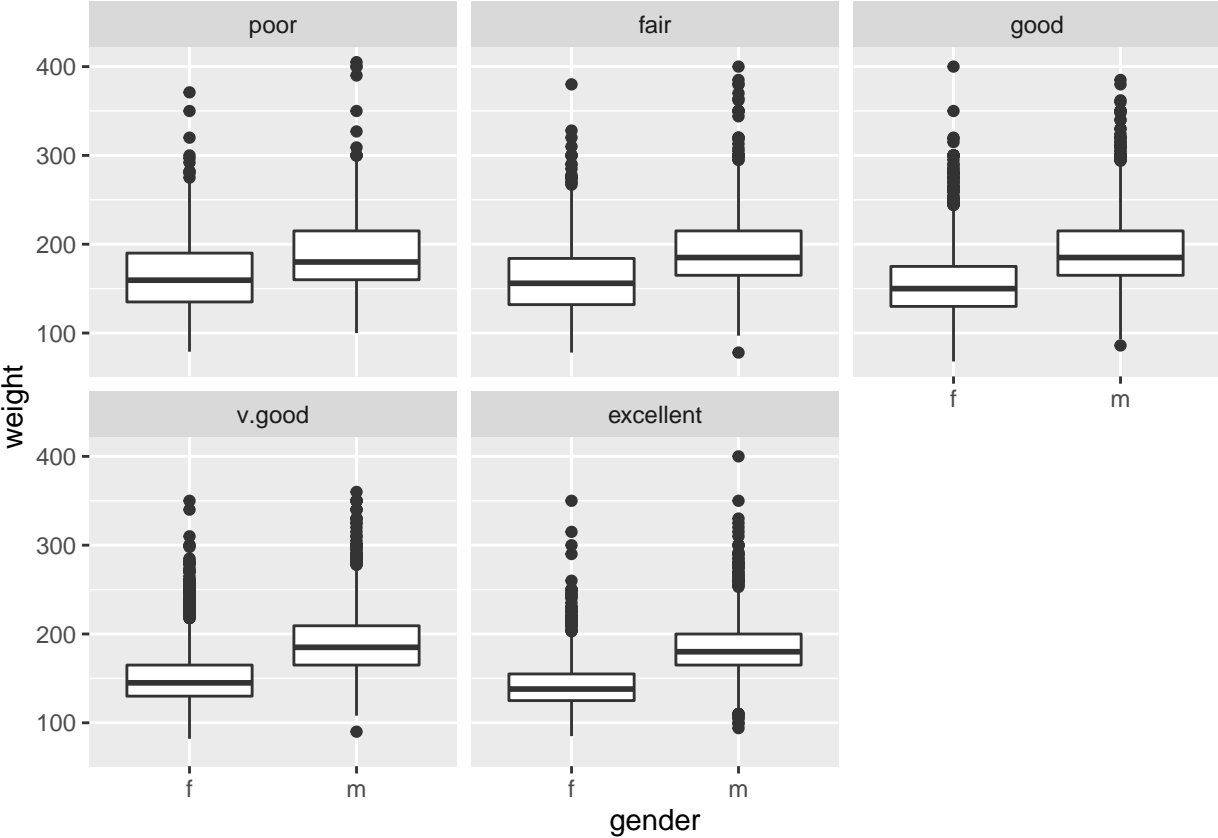 poor fair good
400
300
200
100
f m
v.good excellent
400
300
200
100
f m f m
weight
gender